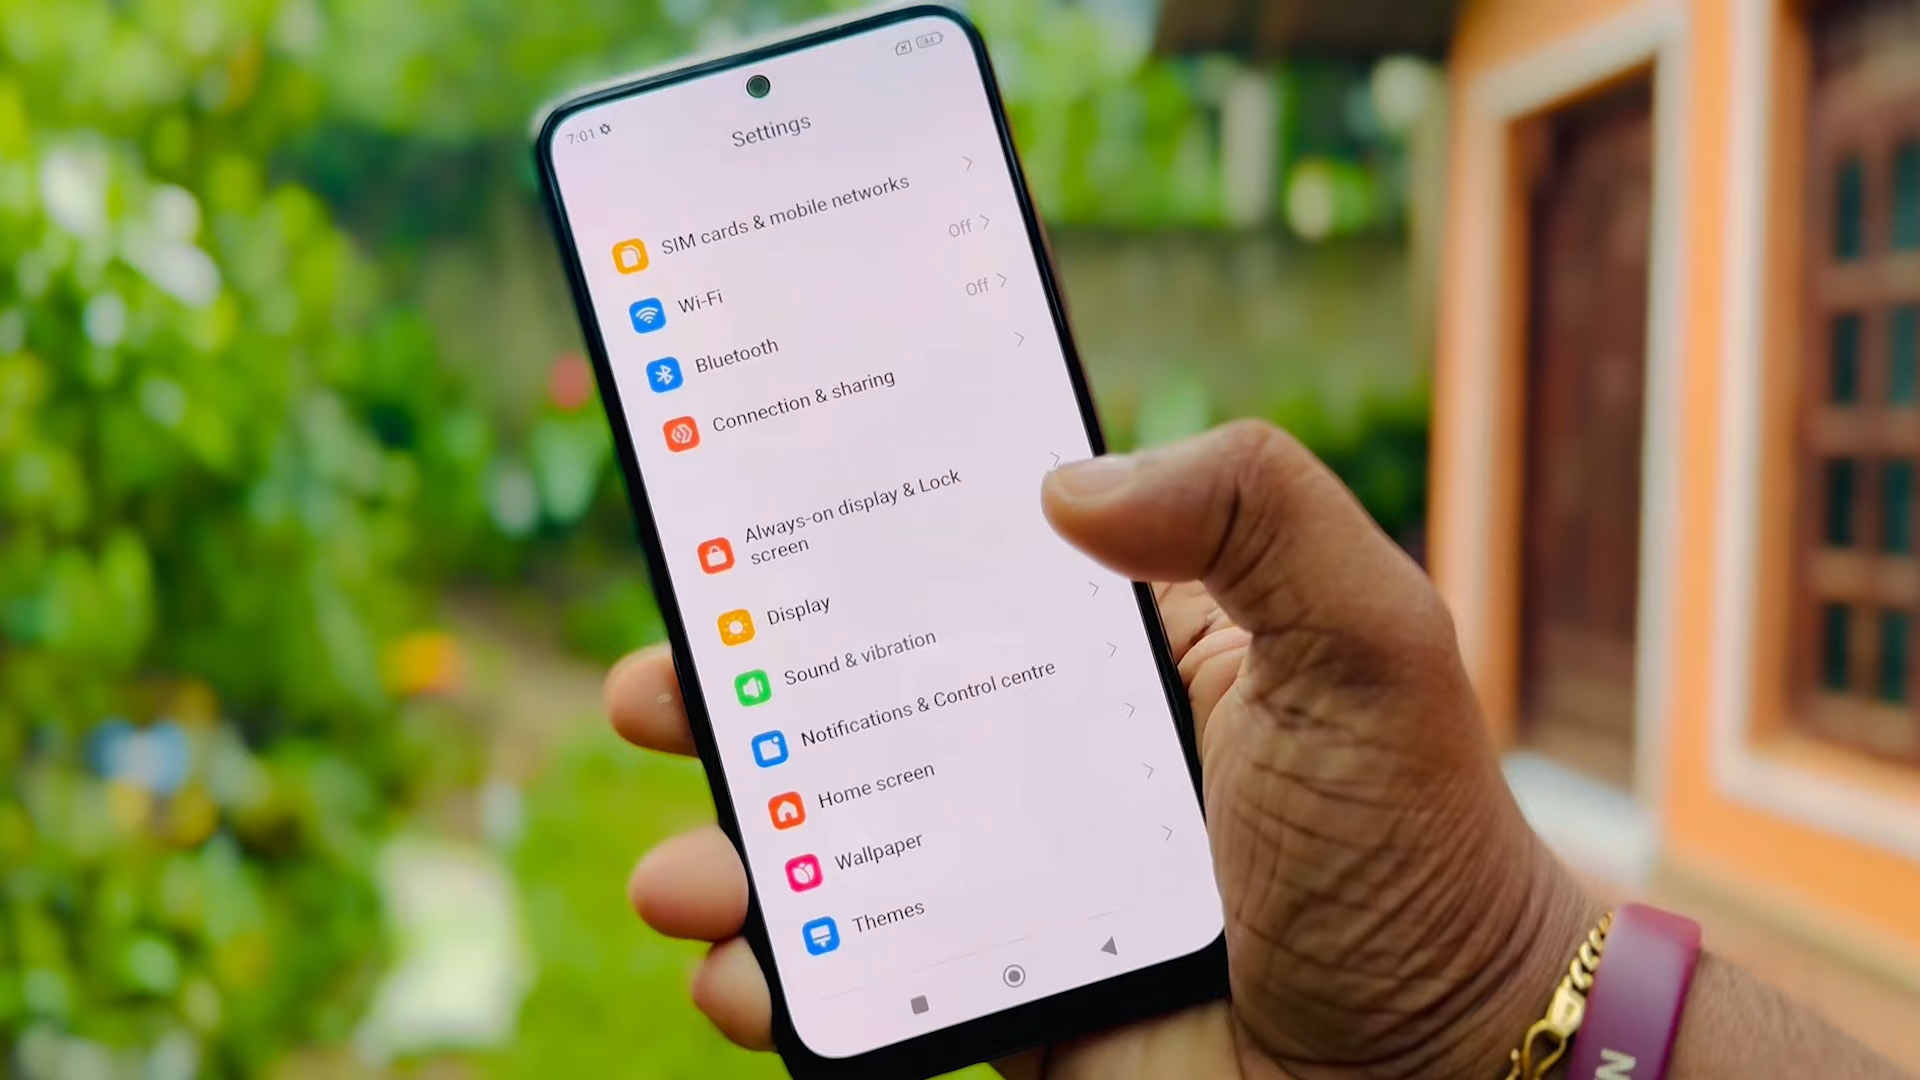 7:01
44
Settings
SIM cards & mobile networks
Wi-Fi
Off
Bluetooth
Off
Connection & sharing
Always-on display & Lock
screen
Display
Sound & vibration
Notifications & Control centre
Home screen
Wallpaper
Themes
N